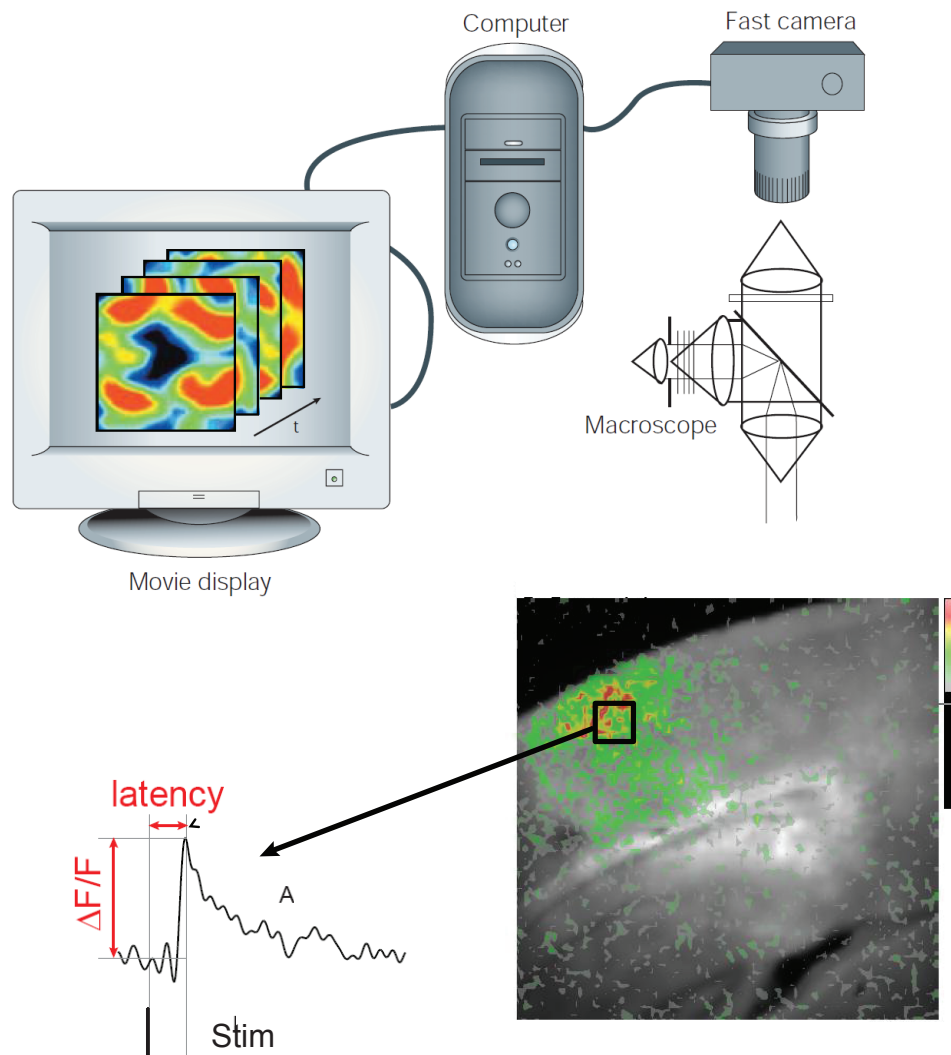 Computer
Fast camera
t
Macroscope
Movie display
latency
ΔF/F
A
Stim